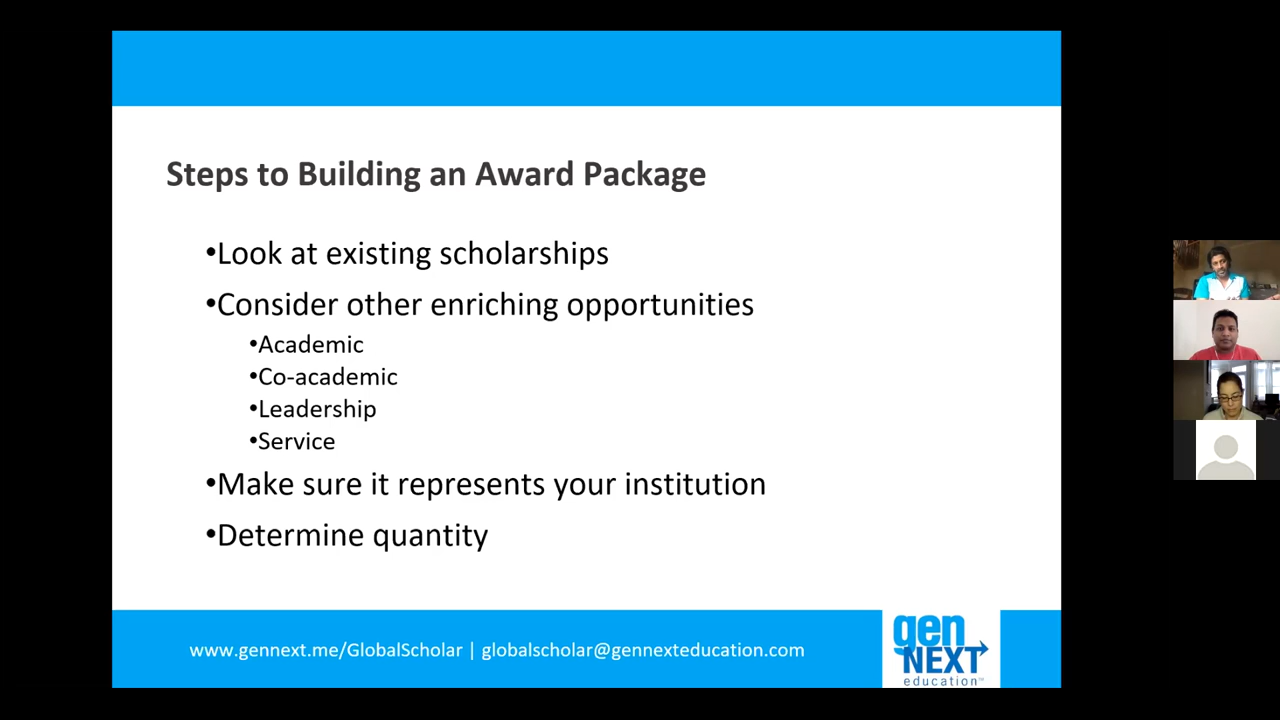 Steps to Building an Award Package
•Look at existing scholarships
•Consider other enriching opportunities
•Academic
•Co-academic
•Leadership
•Service
•Make sure it represents your institution
•Determine quantity
www.gennext.me/GlobalScholar | globalscholar@gennexteducation.com
gen
NEXT
education™